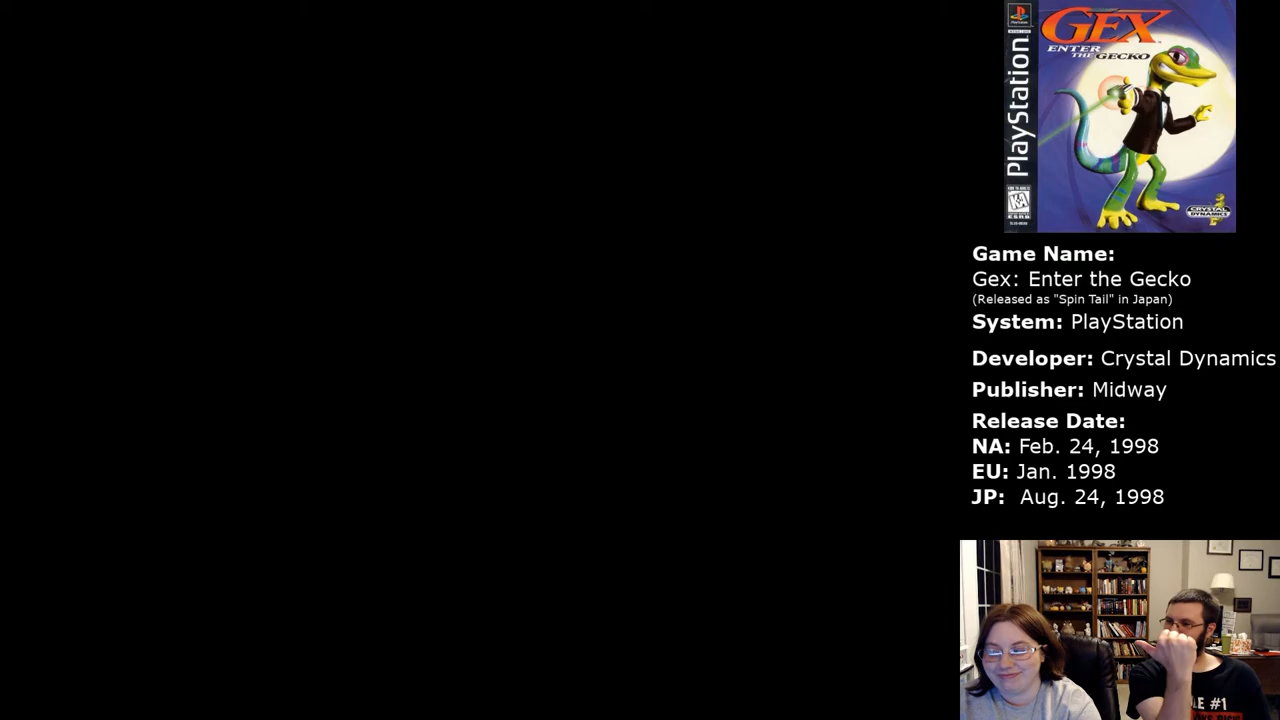 PlayStation
GEX
ENTER
THE GECKO
K-A
CRYSTAL
DYNAMICS
Game Name:
Gex: Enter the Gecko
(Released as "Spin Tail" in Japan)
System: PlayStation
Developer: Crystal Dynamics
Publisher: Midway
Release Date:
NA: Feb. 24, 1998
EU: Jan. 1998
JP: Aug. 24, 1998
#1